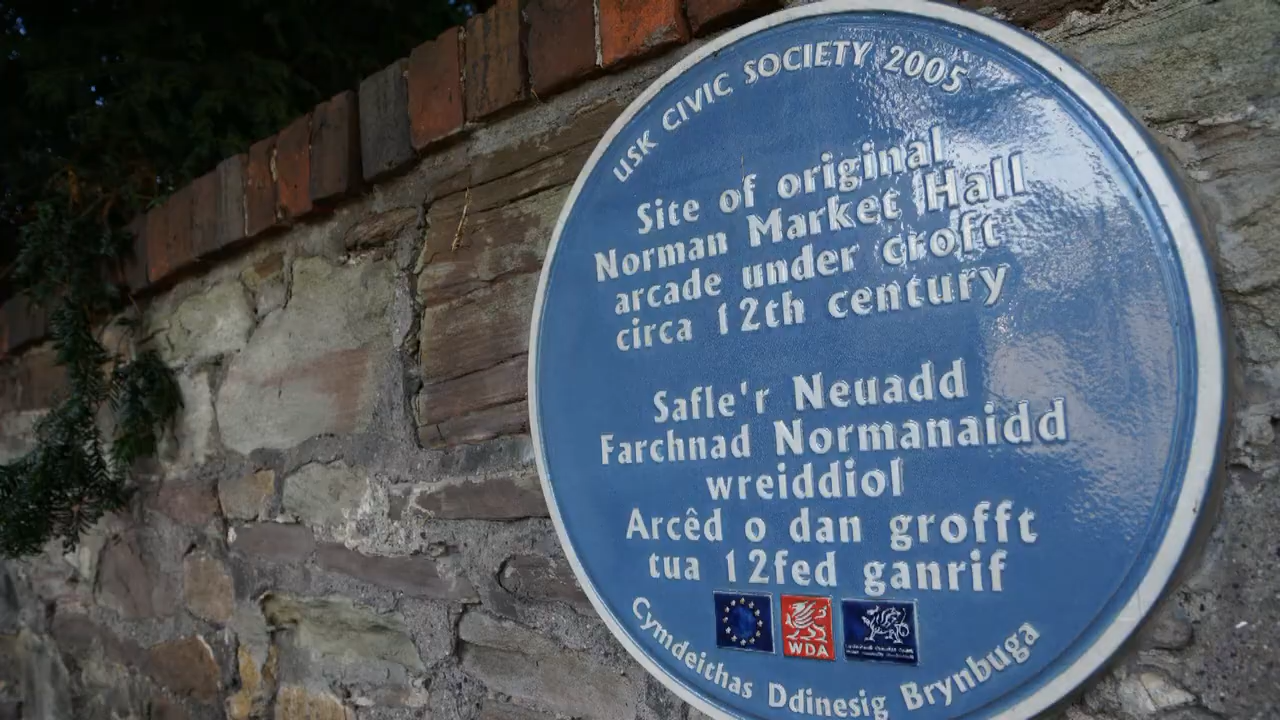 USK CIVIC SOCIETY 2005
Site of original
Norman Market Hall
arcade under croft
circa 12th century
Safle'r Neuadd
Farchnad Normanaidd
wreiddiol
Arcêd o dan grofft
tua 12fed ganrif
WDA
Cymdeithas Ddinesig Brynbuga